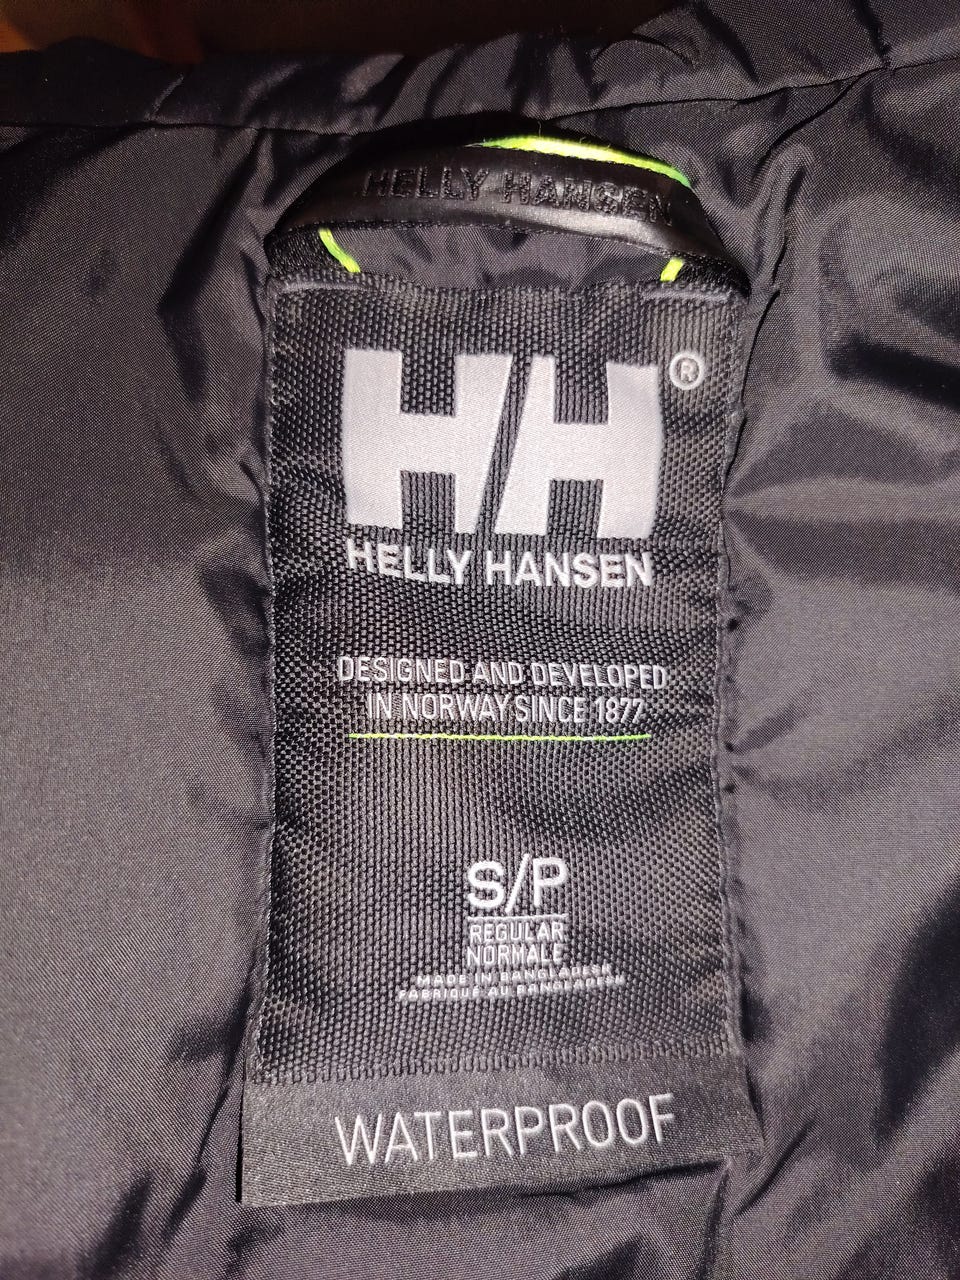 HELLY HANSEN
HH®
HELLY HANSEN
DESIGNED AND DEVELOPED
IN NORWAY SINCE 1877
S/P
REGULAR
NORMALE
MADE IN BANGLADESH
FABRIQUÉ AU BANGLADESH
WATERPROOF